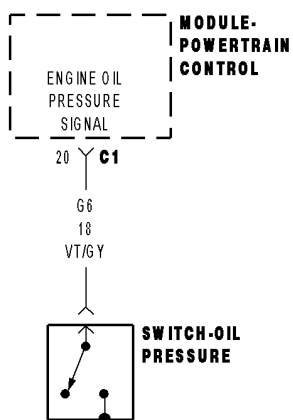 MODULE-
POWERTRAIN
CONTROL
ENGINE OIL
PRESSURE
SIGNAL
20 C1
G6
18
VT/GY
SWITCH-OIL
PRESSURE